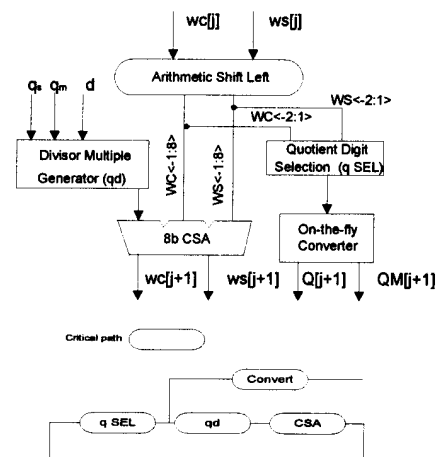 wc[j] ws[j]
Arithmetic Shift Left
qs qm d
WS<-2:1>
WC<-2:1>
WC<-1:8>
WS<-1:8>
Divisor Multiple
Generator (qd)
Quotient Digit
Selection (q SEL)
8b CSA
On-the-fly
Converter
wc[j+1] ws[j+1] Q[j+1] QM[j+1]
Critical path
Convert
q SEL qd CSA